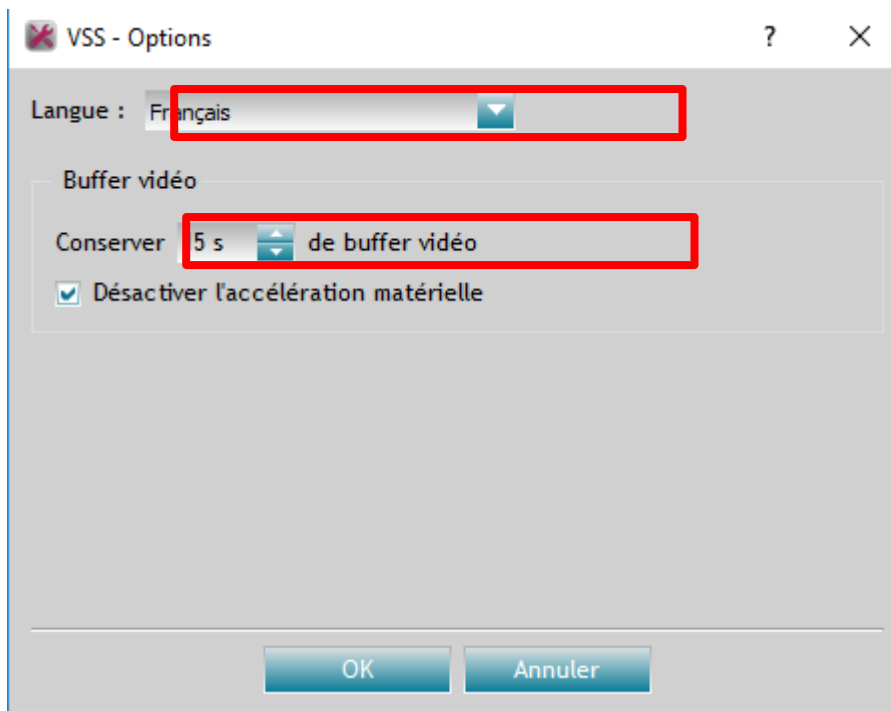 VSS - Options ?
Langue : Français
Buffer vidéo
Conserver 5 s de buffer vidéo
Désactiver l'accélération matérielle
OK Annuler